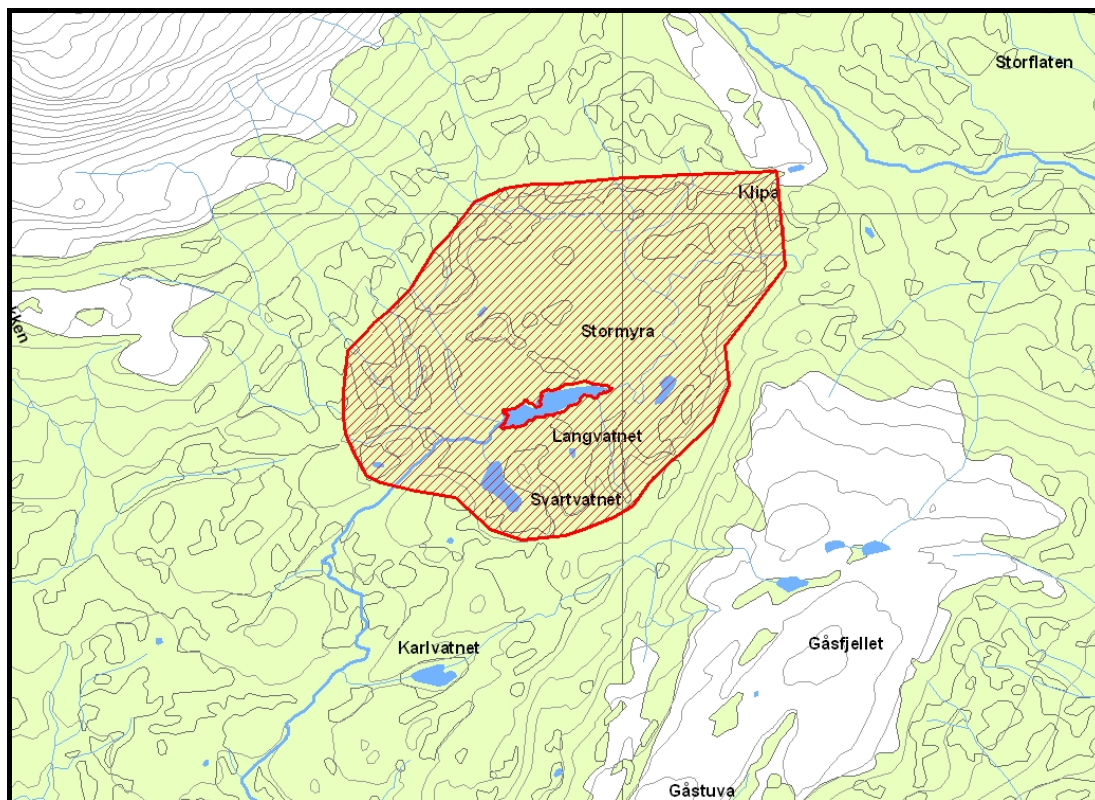 Storflaten
Klipa
Stormyra
Langvatnet
Svartvatnet
Karlvatnet
Gåsfjellet
Gåstuva